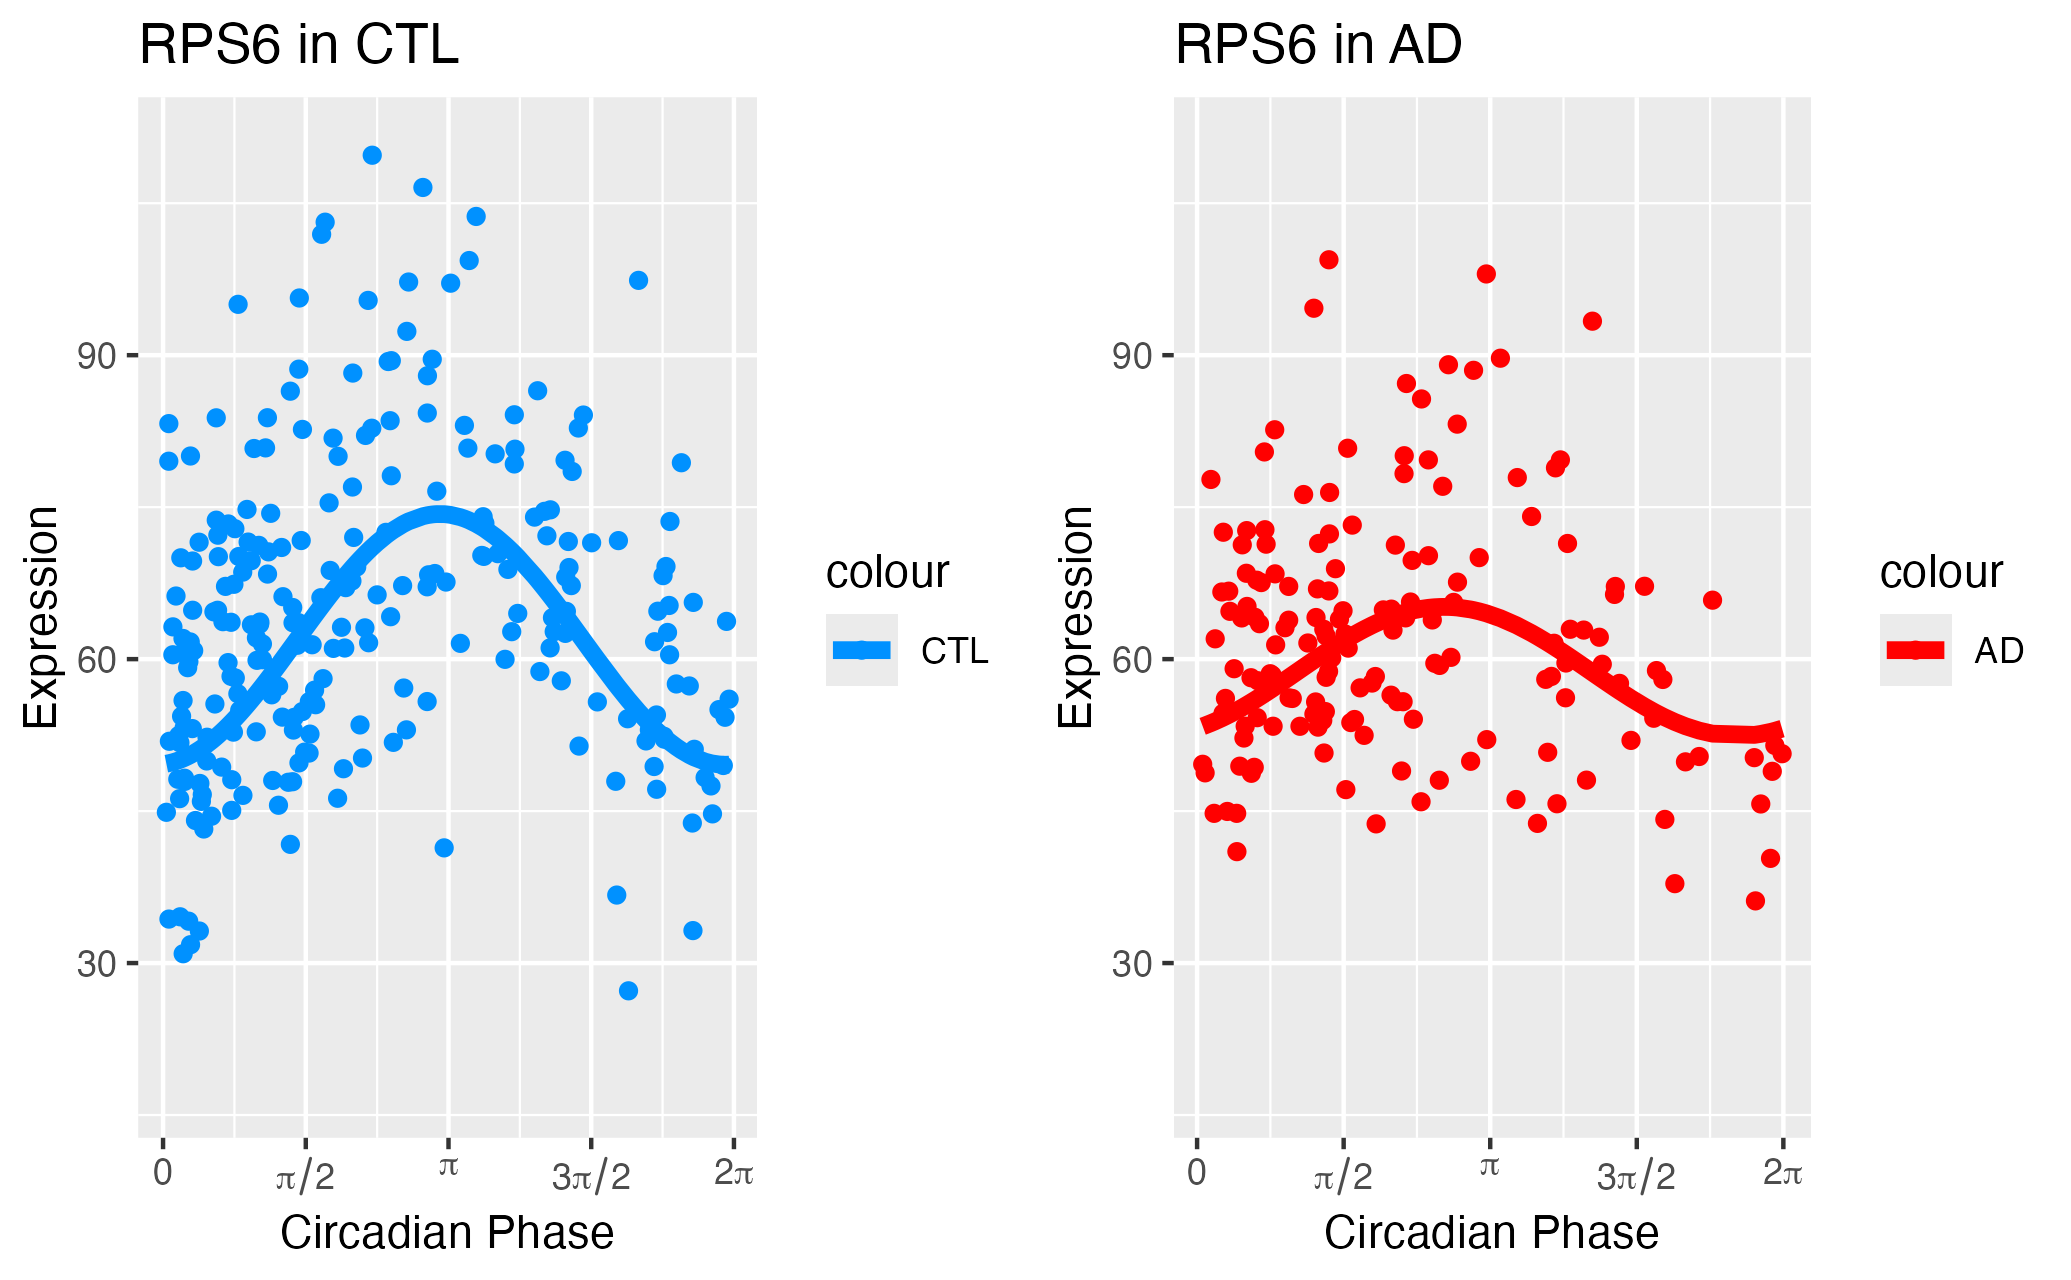 RPS6 in CTL
90
60
30
Expression
0
π/2
π
3π/2
2π
Circadian Phase
colour
CTL
RPS6 in AD
90
60
30
Expression
0
π/2
π
3π/2
2π
Circadian Phase
colour
AD